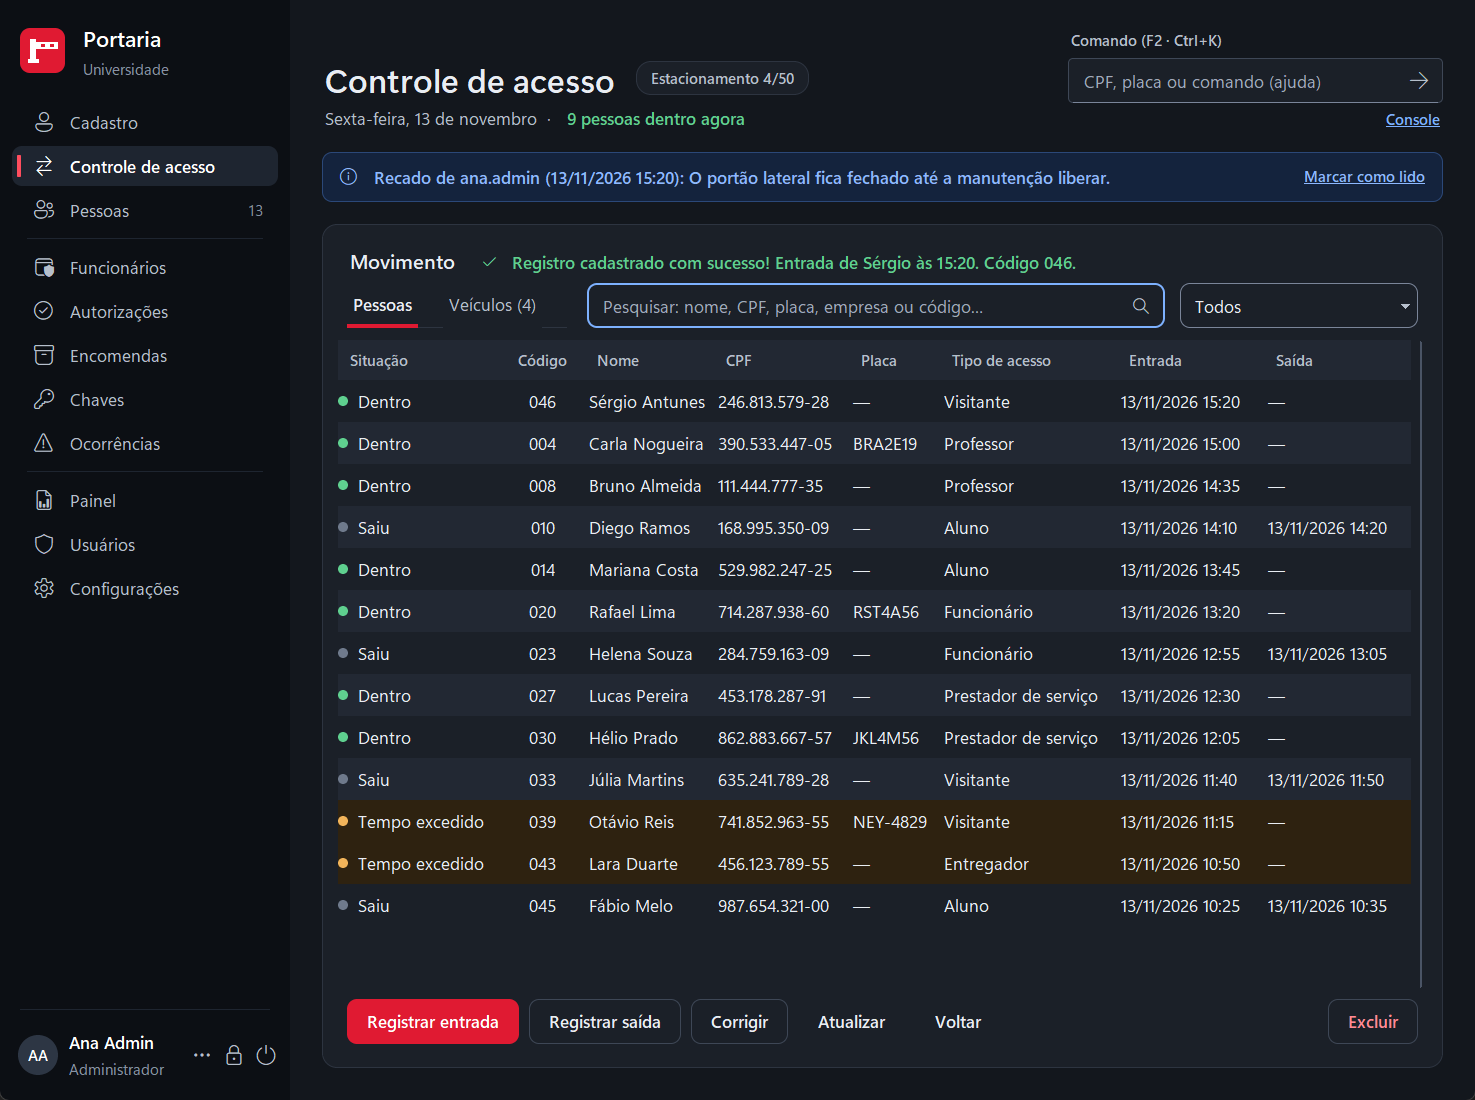 Portaria
Universidade
Cadastro
Controle de acesso
Pessoas 13
Funcionários
Autorizações
Encomendas
Chaves
Ocorrências
Painel
Usuários
Configurações
AA
Ana Admin
Administrador
Controle de acesso
Estacionamento 4/50
Sexta-feira, 13 de novembro · 9 pessoas dentro agora
Comando (F2 · Ctrl+K)
CPF, placa ou comando (ajuda)
Console
Recado de ana.admin (13/11/2026 15:20): O portão lateral fica fechado até a manutenção liberar.
Marcar como lido
Movimento
Registro cadastrado com sucesso! Entrada de Sérgio às 15:20. Código 046.
Pessoas Veículos (4)
Pesquisar: nome, CPF, placa, empresa ou código...
Todos
Situação Código Nome CPF Placa Tipo de acesso Entrada Saída
Dentro 046 Sérgio Antunes 246.813.579-28 — Visitante 13/11/2026 15:20 —
Dentro 004 Carla Nogueira 390.533.447-05 BRA2E19 Professor 13/11/2026 15:00 —
Dentro 008 Bruno Almeida 111.444.777-35 — Professor 13/11/2026 14:35 —
Saiu 010 Diego Ramos 168.995.350-09 — Aluno 13/11/2026 14:10 13/11/2026 14:20
Dentro 014 Mariana Costa 529.982.247-25 — Aluno 13/11/2026 13:45 —
Dentro 020 Rafael Lima 714.287.938-60 RST4A56 Funcionário 13/11/2026 13:20 —
Saiu 023 Helena Souza 284.759.163-09 — Funcionário 13/11/2026 12:55 13/11/2026 13:05
Dentro 027 Lucas Pereira 453.178.287-91 — Prestador de serviço 13/11/2026 12:30 —
Dentro 030 Hélio Prado 862.883.667-57 JKL4M56 Prestador de serviço 13/11/2026 12:05 —
Saiu 033 Júlia Martins 635.241.789-28 — Visitante 13/11/2026 11:40 13/11/2026 11:50
Tempo excedido 039 Otávio Reis 741.852.963-55 NEY-4829 Visitante 13/11/2026 11:15 —
Tempo excedido 043 Lara Duarte 456.123.789-55 — Entregador 13/11/2026 10:50 —
Saiu 045 Fábio Melo 987.654.321-00 — Aluno 13/11/2026 10:25 13/11/2026 10:35
Registrar entrada
Registrar saída
Corrigir
Atualizar
Voltar
Excluir